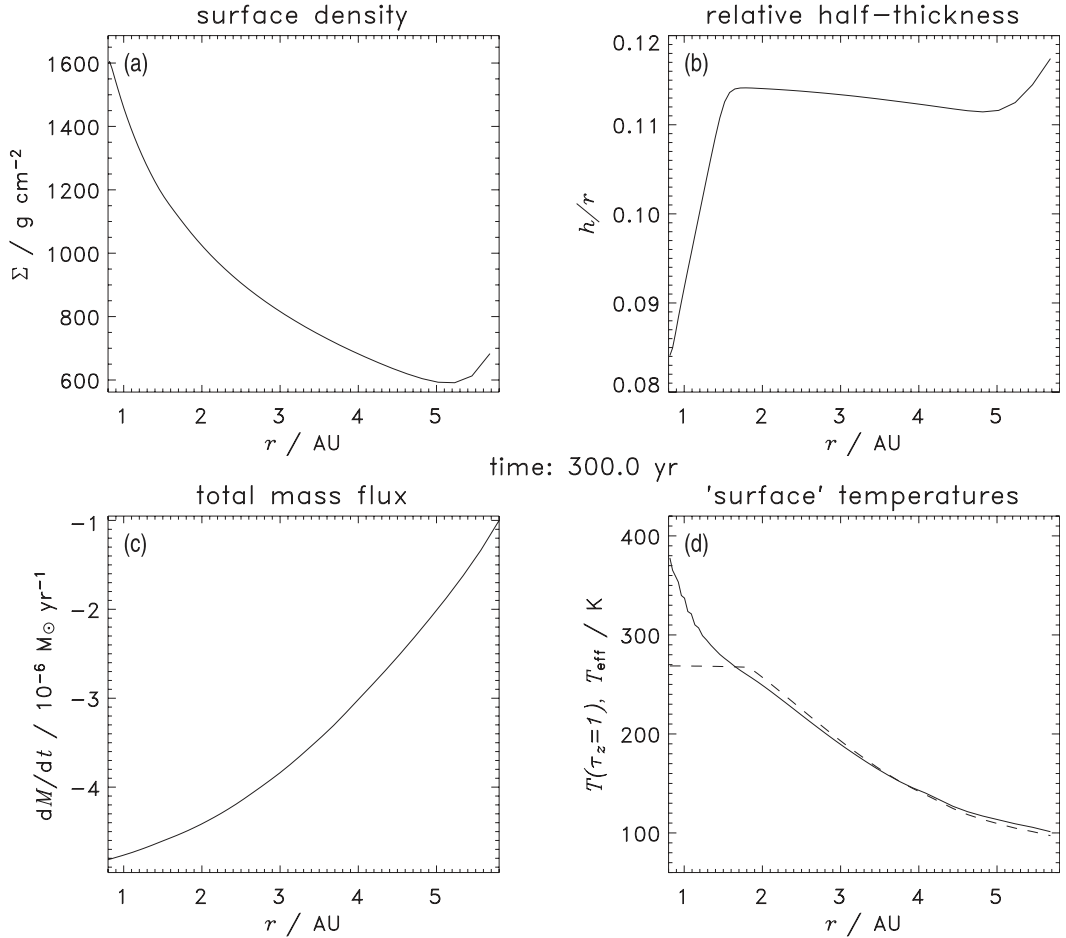 surface density
(a)
1600
1400
1200
1000
800
600
Σ / g cm⁻²
1 2 3 4 5
r / AU
relative half−thickness
(b)
0.12
0.11
0.10
0.09
0.08
h/r
1 2 3 4 5
r / AU
time: 300.0 yr
total mass flux
(c)
−1
−2
−3
−4
dM/dt / 10⁻⁶ M⊙ yr⁻¹
1 2 3 4 5
r / AU
'surface' temperatures
(d)
400
300
200
100
T(τz=1), Teff / K
1 2 3 4 5
r / AU